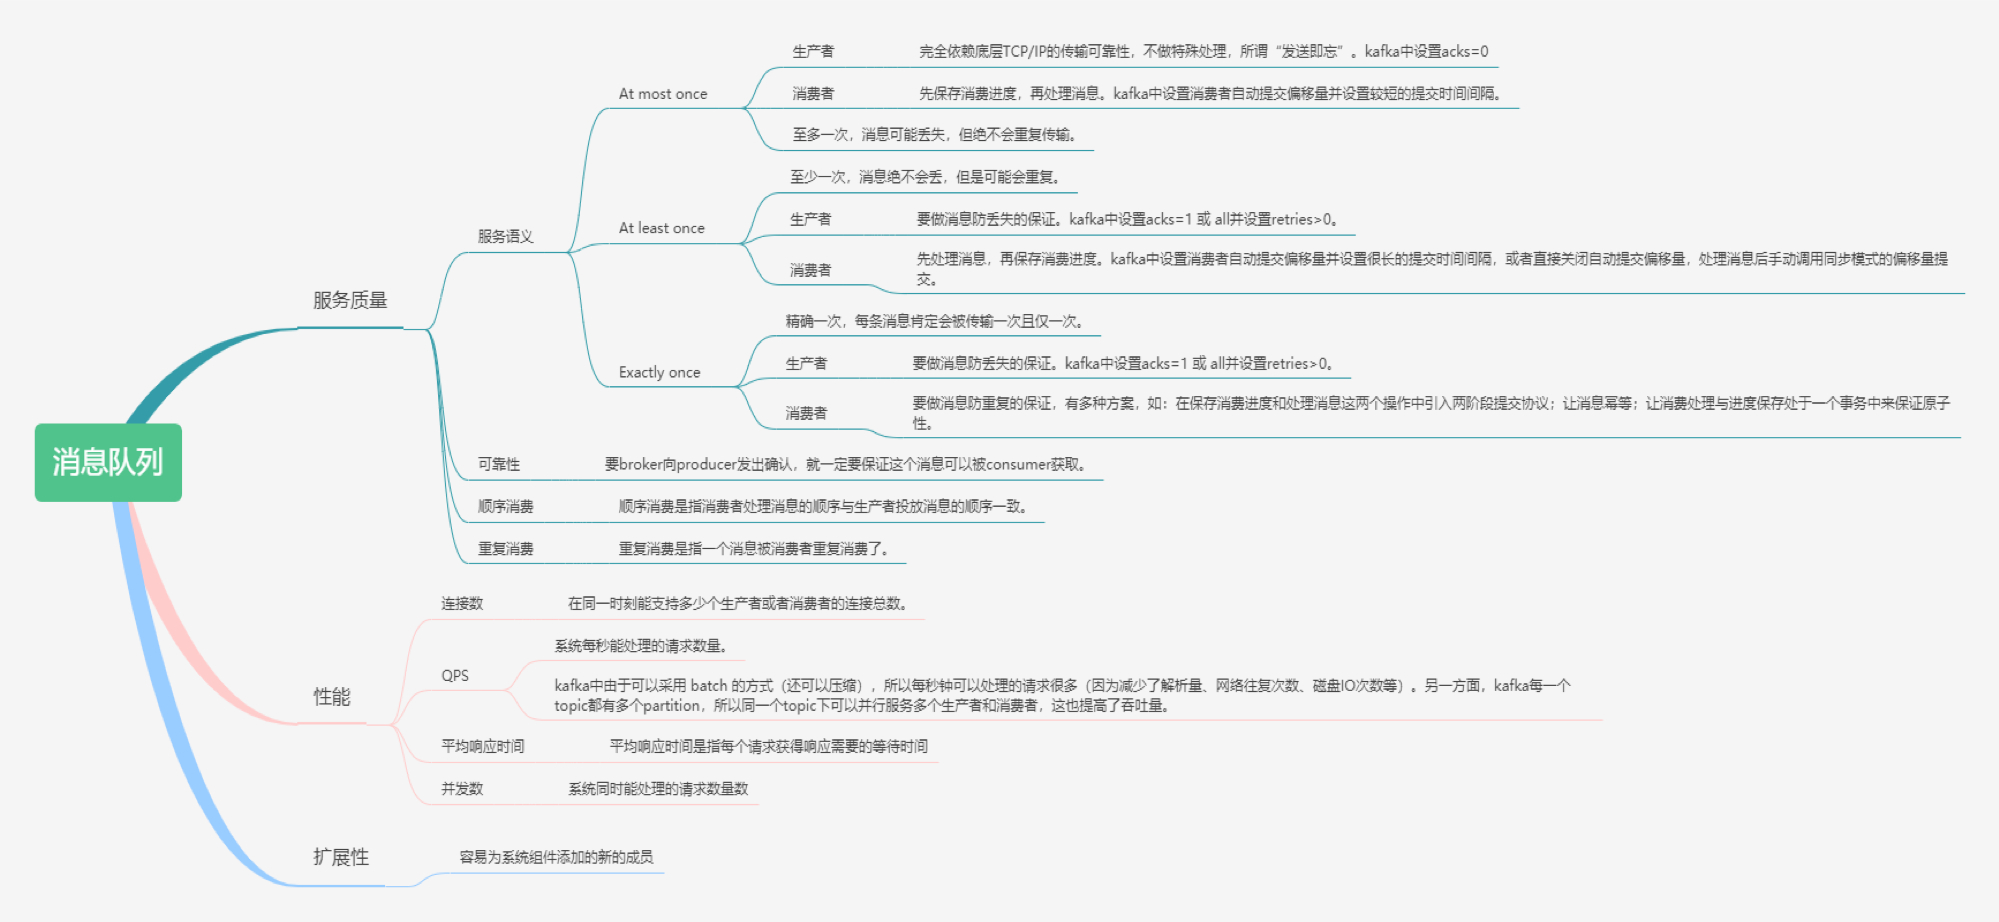 消息队列
服务质量
服务语义
At most once
生产者
完全依赖底层TCP/IP的传输可靠性，不做特殊处理，所谓“发送即忘”。kafka中设置acks=0
消费者
先保存消费进度，再处理消息。kafka中设置消费者自动提交偏移量并设置较短的提交时间间隔。
至多一次，消息可能丢失，但绝不会重复传输。
At least once
至少一次，消息绝不会丢，但是可能会重复。
生产者
要做消息防丢失的保证。kafka中设置acks=1 或 all并设置retries>0。
消费者
先处理消息，再保存消费进度。kafka中设置消费者自动提交偏移量并设置很长的提交时间间隔，或者直接关闭自动提交偏移量，处理消息后手动调用同步模式的偏移量提
交。
Exactly once
精确一次，每条消息肯定会被传输一次且仅一次。
生产者
要做消息防丢失的保证。kafka中设置acks=1 或 all并设置retries>0。
消费者
要做消息防重复的保证，有多种方案，如：在保存消费进度和处理消息这两个操作中引入两阶段提交协议；让消息幂等；让消费处理与进度保存处于一个事务中来保证原子
性。
可靠性
要broker向producer发出确认，就一定要保证这个消息可以被consumer获取。
顺序消费
顺序消费是指消费者处理消息的顺序与生产者投放消息的顺序一致。
重复消费
重复消费是指一个消息被消费者重复消费了。
性能
连接数
在同一时刻能支持多少个生产者或者消费者的连接总数。
QPS
系统每秒能处理的请求数量。
kafka中由于可以采用 batch 的方式（还可以压缩），所以每秒钟可以处理的请求很多（因为减少了解析量、网络往复次数、磁盘IO次数等）。另一方面，kafka每一个
topic都有多个partition，所以同一个topic下可以并行服务多个生产者和消费者，这也提高了吞吐量。
平均响应时间
平均响应时间是指每个请求获得响应需要的等待时间
并发数
系统同时能处理的请求数量数
扩展性
容易为系统组件添加的新的成员